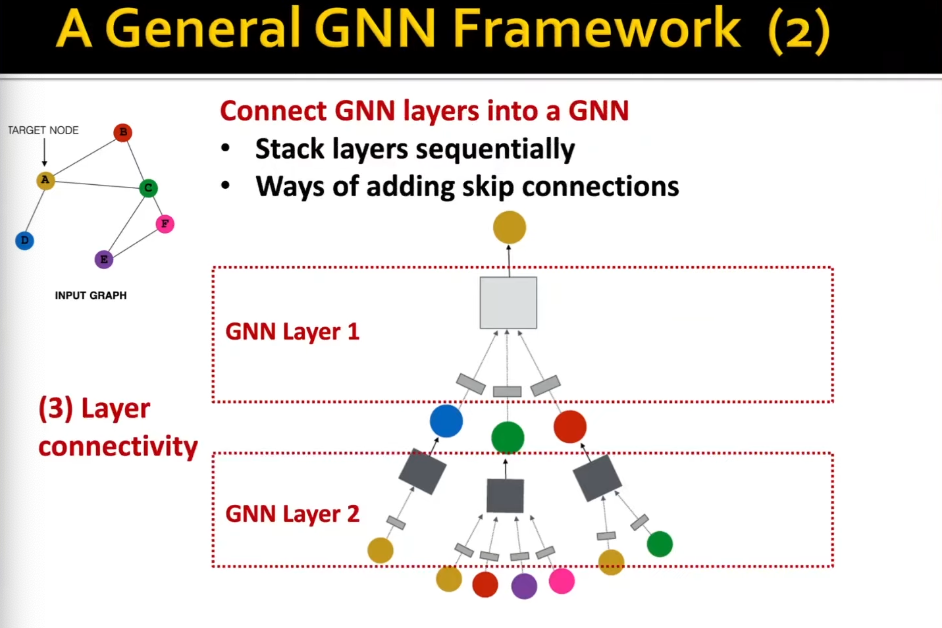 A General GNN Framework (2)
Connect GNN layers into a GNN
• Stack layers sequentially
• Ways of adding skip connections
TARGET NODE
B
A
C
F
D
E
INPUT GRAPH
GNN Layer 1
(3) Layer
connectivity
GNN Layer 2